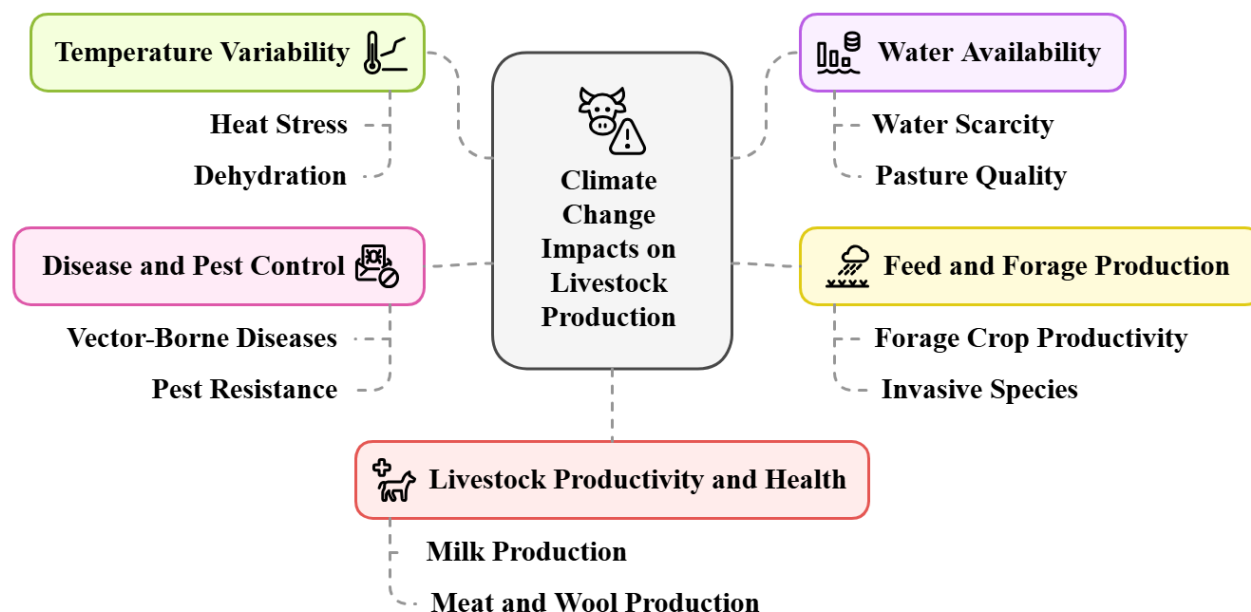 Temperature Variability
Heat Stress
Dehydration
Disease and Pest Control
Vector-Borne Diseases
Pest Resistance
Climate
Change
Impacts on
Livestock
Production
Water Availability
Water Scarcity
Pasture Quality
Feed and Forage Production
Forage Crop Productivity
Invasive Species
Livestock Productivity and Health
Milk Production
Meat and Wool Production